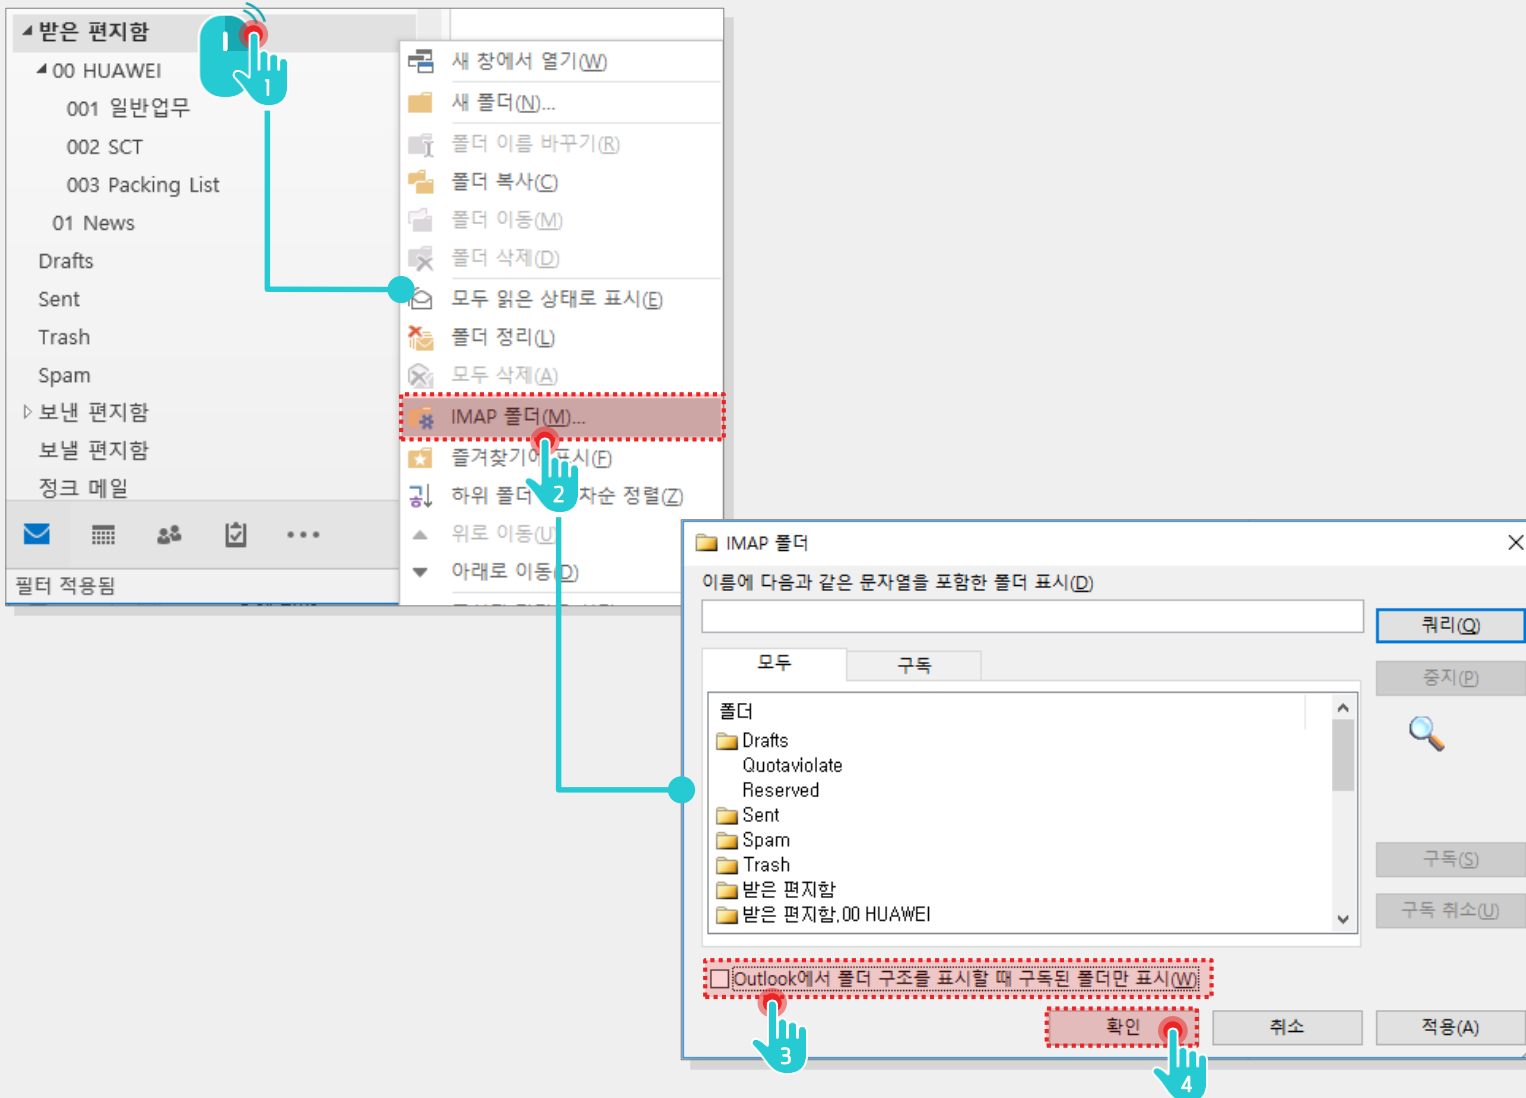 받은 편지함
00 HUAWEI
001 일반업무
002 SCT
003 Packing List
01 News
Drafts
Sent
Trash
Spam
보낸 편지함
보낼 편지함
정크 메일
필터 적용됨
1
새 창에서 열기(W)
새 폴더(N)...
폴더 이름 바꾸기(R)
폴더 복사(C)
폴더 이동(M)
폴더 삭제(D)
모두 읽은 상태로 표시(E)
폴더 정리(L)
모두 삭제(A)
IMAP 폴더(M)...
즐겨찾기에 표시(F)
2
하위 폴더 차순 정렬(Z)
위로 이동(U)
아래로 이동(D)
IMAP 폴더
이름에 다음과 같은 문자열을 포함한 폴더 표시(D)
쿼리(Q)
모두
구독
중지(P)
폴더
Drafts
Quotaviolate
Reserved
Sent
Spam
Trash
받은 편지함
받은 편지함,00 HUAWEI
구독(S)
구독 취소(U)
Outlook에서 폴더 구조를 표시할 때 구독된 폴더만 표시(W)
3
확인
취소
적용(A)
4